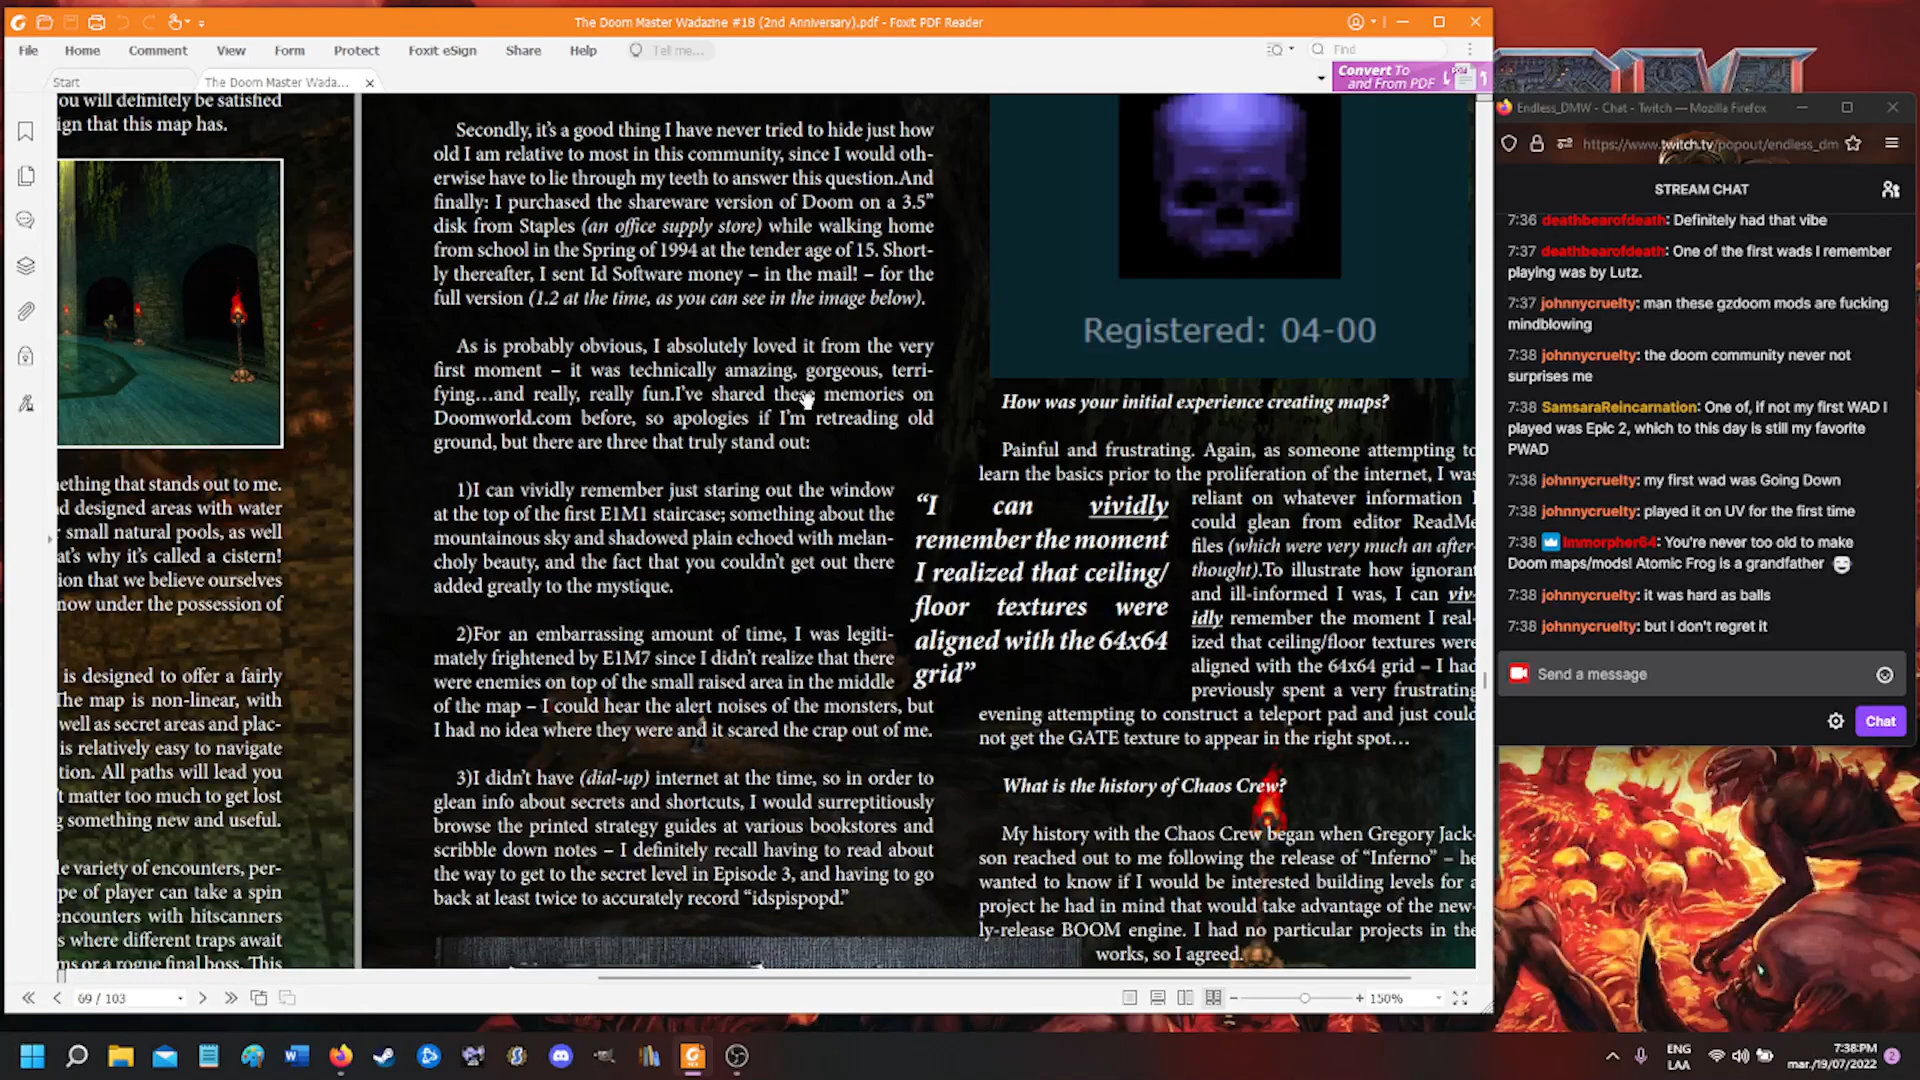 The Doom Master Wadazine #18 (2nd Anniversary).pdf - Foxit PDF Reader
File Home Comment View Form Protect Foxit eSign Share Help Tell me... Find
Start The Doom Master Wada...
Convert To
and From PDF
ou will definitely be satisfied
ign that this map has.
ething that stands out to me.
d designed areas with water
r small natural pools, as well
at's why it's called a cistern!
ion that we believe ourselves
now under the possession of
is designed to offer a fairly
The map is non-linear, with
well as secret areas and plac-
is relatively easy to navigate
tion. All paths will lead you
't matter too much to get lost
g something new and useful.
le variety of encounters, per-
pe of player can take a spin
encounters with hitscanners
s where different traps await
ms or a rogue final boss. This
Secondly, it's a good thing I have never tried to hide just how
old I am relative to most in this community, since I would oth-
erwise have to lie through my teeth to answer this question.And
finally: I purchased the shareware version of Doom on a 3.5”
disk from Staples (an office supply store) while walking home
from school in the Spring of 1994 at the tender age of 15. Short-
ly thereafter, I sent Id Software money – in the mail! – for the
full version (1.2 at the time, as you can see in the image below).
As is probably obvious, I absolutely loved it from the very
first moment – it was technically amazing, gorgeous, terri-
fying…and really, really fun.I've shared these memories on
Doomworld.com before, so apologies if I'm retreading old
ground, but there are three that truly stand out:
1)I can vividly remember just staring out the window
at the top of the first E1M1 staircase; something about the
mountainous sky and shadowed plain echoed with melan-
choly beauty, and the fact that you couldn't get out there
added greatly to the mystique.
2)For an embarrassing amount of time, I was legiti-
mately frightened by E1M7 since I didn't realize that there
were enemies on top of the small raised area in the middle
of the map – I could hear the alert noises of the monsters, but
I had no idea where they were and it scared the crap out of me.
3)I didn't have (dial-up) internet at the time, so in order to
glean info about secrets and shortcuts, I would surreptitiously
browse the printed strategy guides at various bookstores and
scribble down notes – I definitely recall having to read about
the way to get to the secret level in Episode 3, and having to go
back at least twice to accurately record “idspispopd.”
Registered: 04-00
How was your initial experience creating maps?
Painful and frustrating. Again, as someone attempting to
learn the basics prior to the proliferation of the internet, I was
reliant on whatever information I
could glean from editor ReadMe
files (which were very much an after-
thought).To illustrate how ignorant
and ill-informed I was, I can viv-
idly remember the moment I real-
ized that ceiling/floor textures were
aligned with the 64x64 grid – I had
previously spent a very frustrating
evening attempting to construct a teleport pad and just could
not get the GATE texture to appear in the right spot…
“I can vividly
remember the moment
I realized that ceiling/
floor textures were
aligned with the 64x64
grid”
What is the history of Chaos Crew?
My history with the Chaos Crew began when Gregory Jack-
son reached out to me following the release of “Inferno” – he
wanted to know if I would be interested building levels for a
project he had in mind that would take advantage of the new-
ly-release BOOM engine. I had no particular projects in the
works, so I agreed.
69 / 103
150%
Endless_DMW - Chat - Twitch — Mozilla Firefox
https://www.twitch.tv/popout/endless_dm
STREAM CHAT
7:36 deathbearofdeath: Definitely had that vibe
7:37 deathbearofdeath: One of the first wads I remember
playing was by Lutz.
7:37 johnnycruelty: man these gzdoom mods are fucking
mindblowing
7:38 johnnycruelty: the doom community never not
surprises me
7:38 SamsaraReincarnation: One of, if not my first WAD I
played was Epic 2, which to this day is still my favorite
PWAD
7:38 johnnycruelty: my first wad was Going Down
7:38 johnnycruelty: played it on UV for the first time
7:38 Immorpher64: You're never too old to make
Doom maps/mods! Atomic Frog is a grandfather
7:38 johnnycruelty: it was hard as balls
7:38 johnnycruelty: but I don't regret it
Send a message
Chat
ENG
LAA
7:38 PM
mar./19/07/2022
2